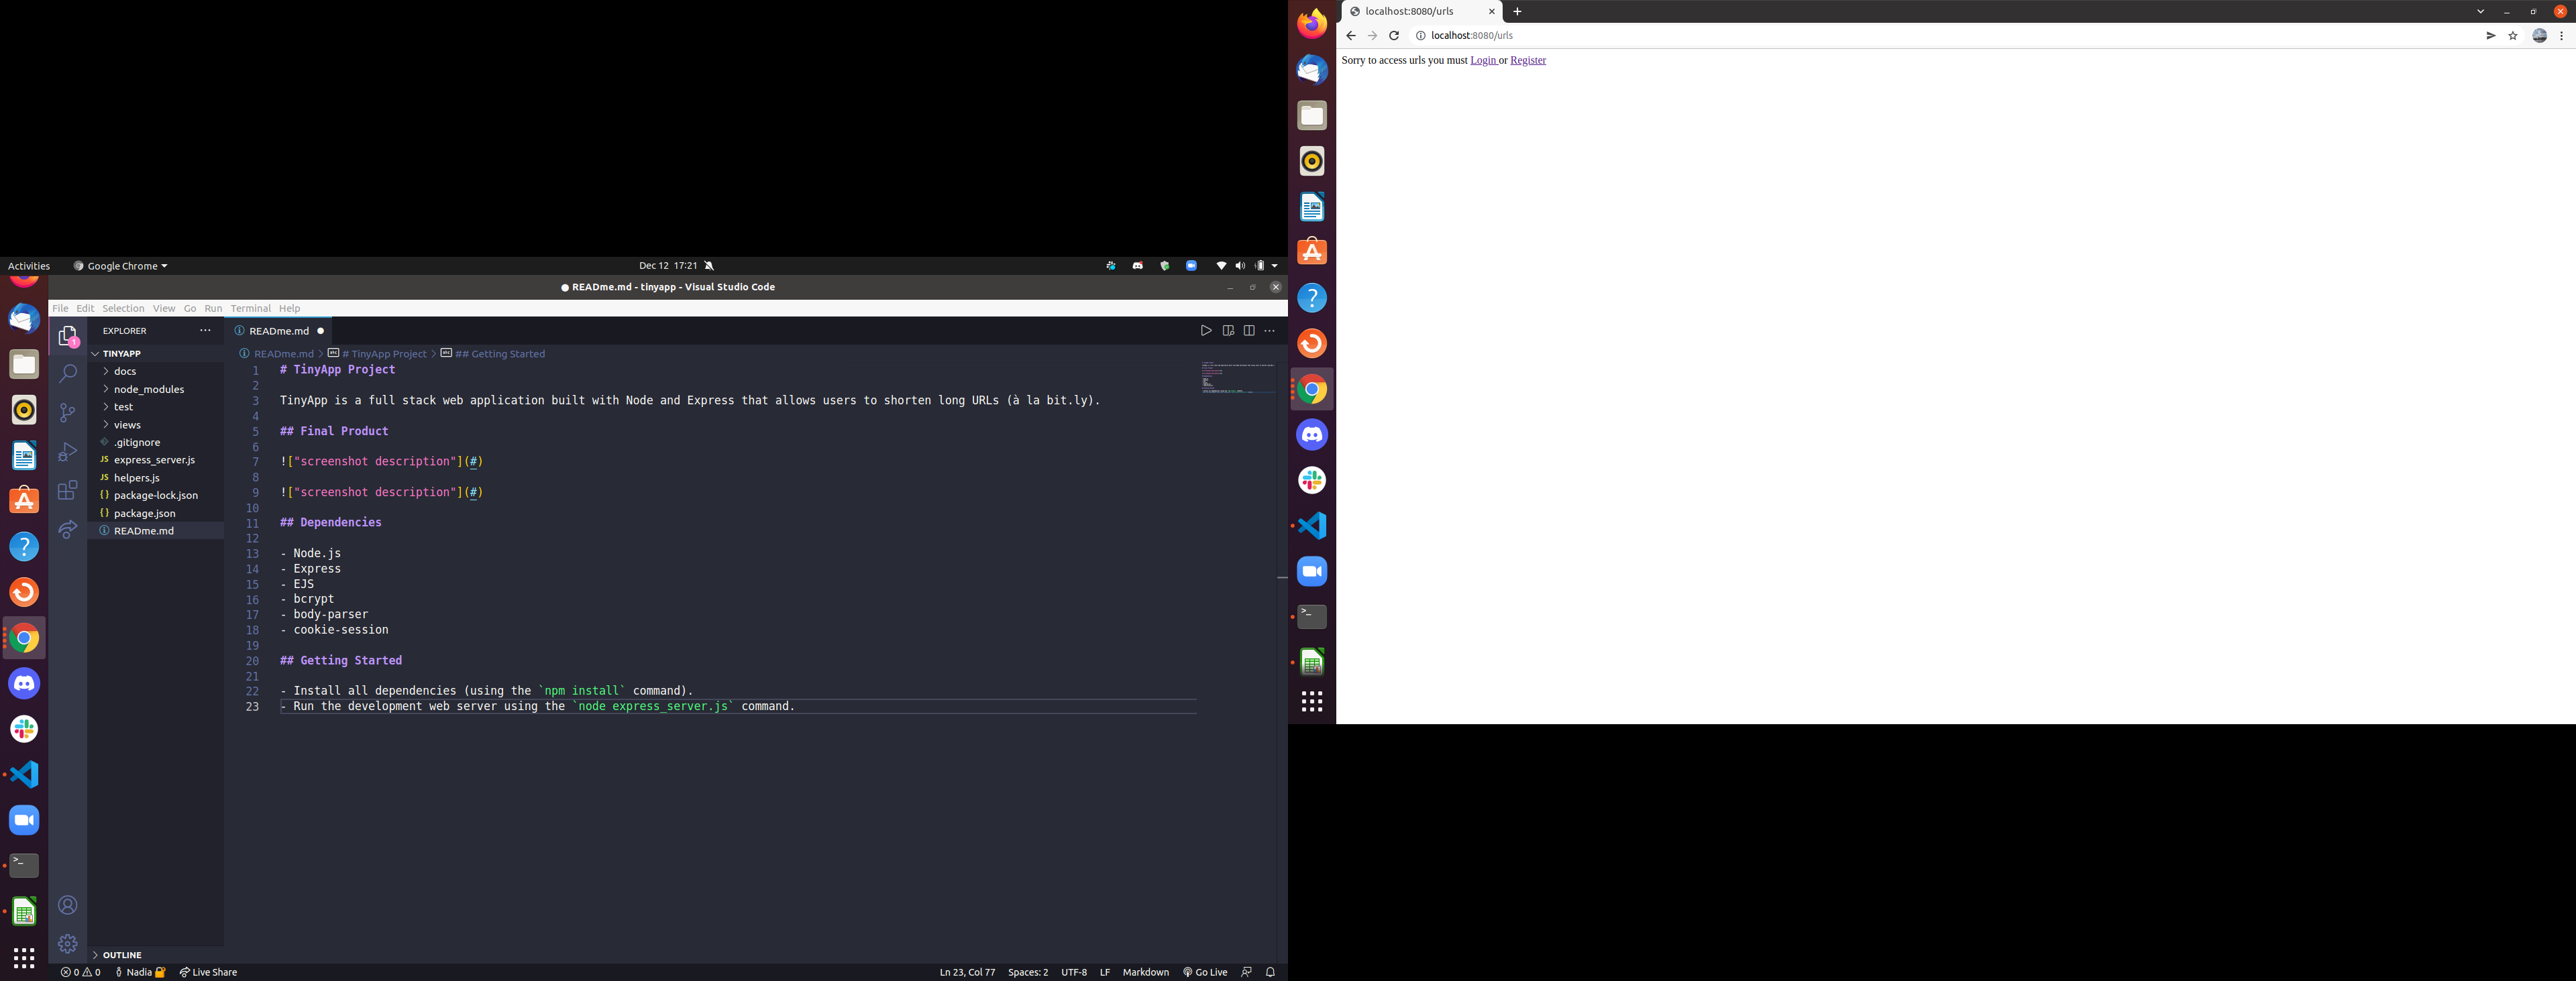 Activities
Google Chrome
Dec 12 17:21
READme.md - tinyapp - Visual Studio Code
File Edit Selection View Go Run Terminal Help
EXPLORER
1
TINYAPP
docs
node_modules
test
views
.gitignore
JS express_server.js
JS helpers.js
{} package-lock.json
{} package.json
READme.md
OUTLINE
READme.md
READme.md > # TinyApp Project > ## Getting Started
1 # TinyApp Project
2
3 TinyApp is a full stack web application built with Node and Express that allows users to shorten long URLs (à la bit.ly).
4
5 ## Final Product
6
7 !["screenshot description"](#)
8
9 !["screenshot description"](#)
10
11 ## Dependencies
12
13 - Node.js
14 - Express
15 - EJS
16 - bcrypt
17 - body-parser
18 - cookie-session
19
20 ## Getting Started
21
22 - Install all dependencies (using the `npm install` command).
23 - Run the development web server using the `node express_server.js` command.
0 0 Nadia Live Share
Ln 23, Col 77 Spaces: 2 UTF-8 LF Markdown Go Live
localhost:8080/urls
localhost:8080/urls
Sorry to access urls you must Login or Register